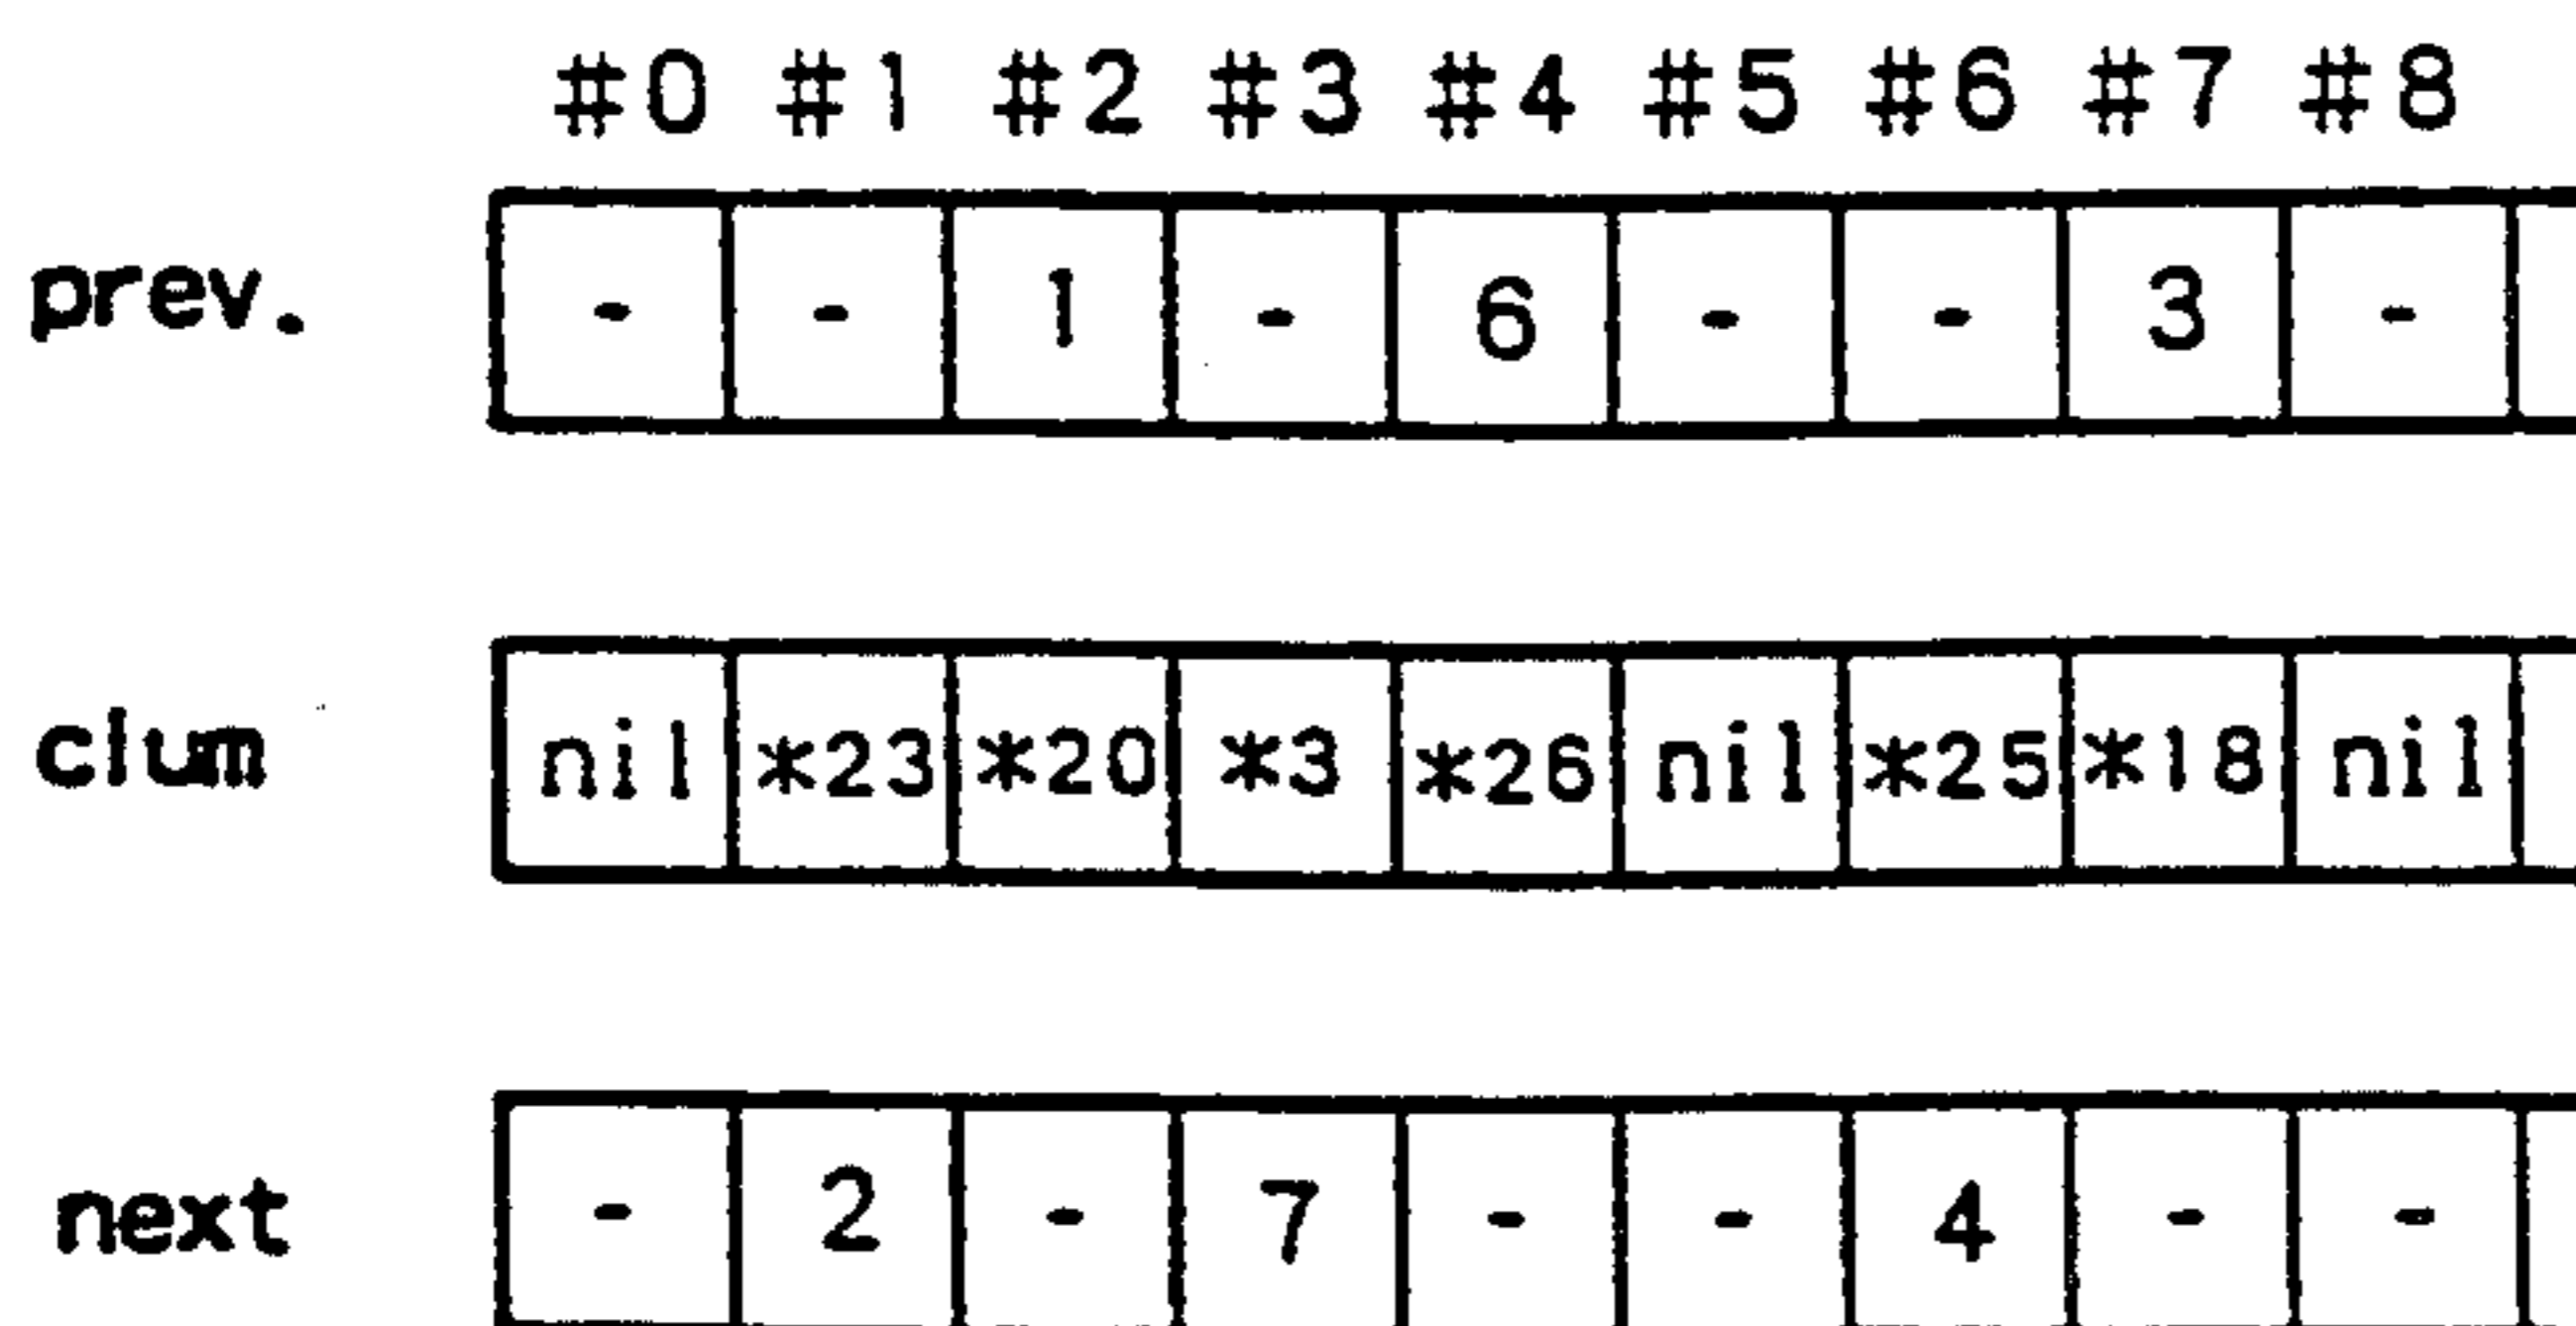 #0 #1 #2 #3 #4 #5 #6 #7 #8
prev. - - 1 - 6 - - 3 -
clum nil *23 *20 *3 *26 nil *25 *18 nil
next - 2 - 7 - - 4 - -